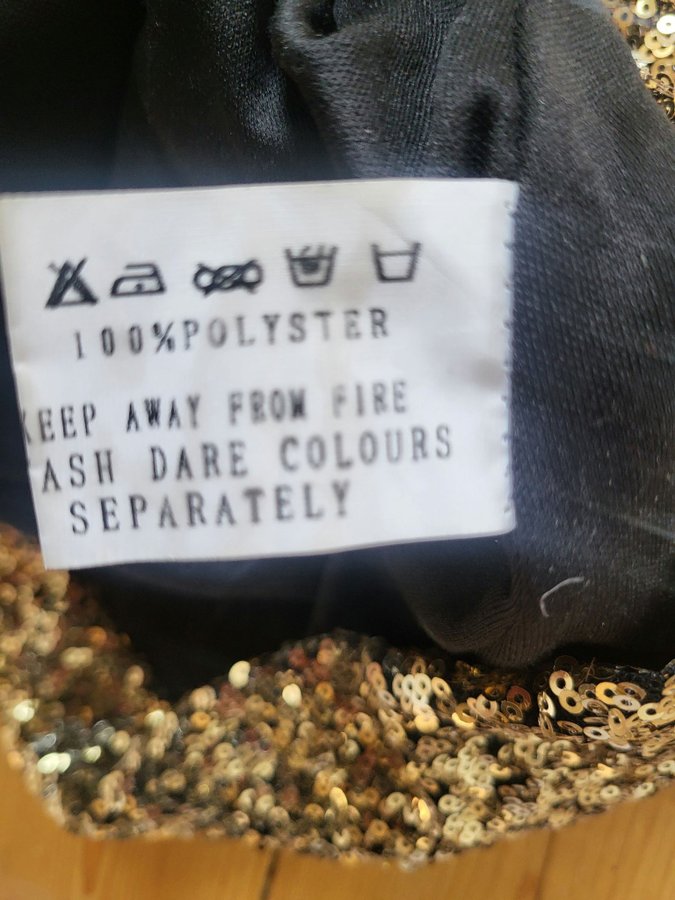 100%POLYSTER
KEEP AWAY FROM FIRE
ASH DARE COLOURS
SEPARATELY